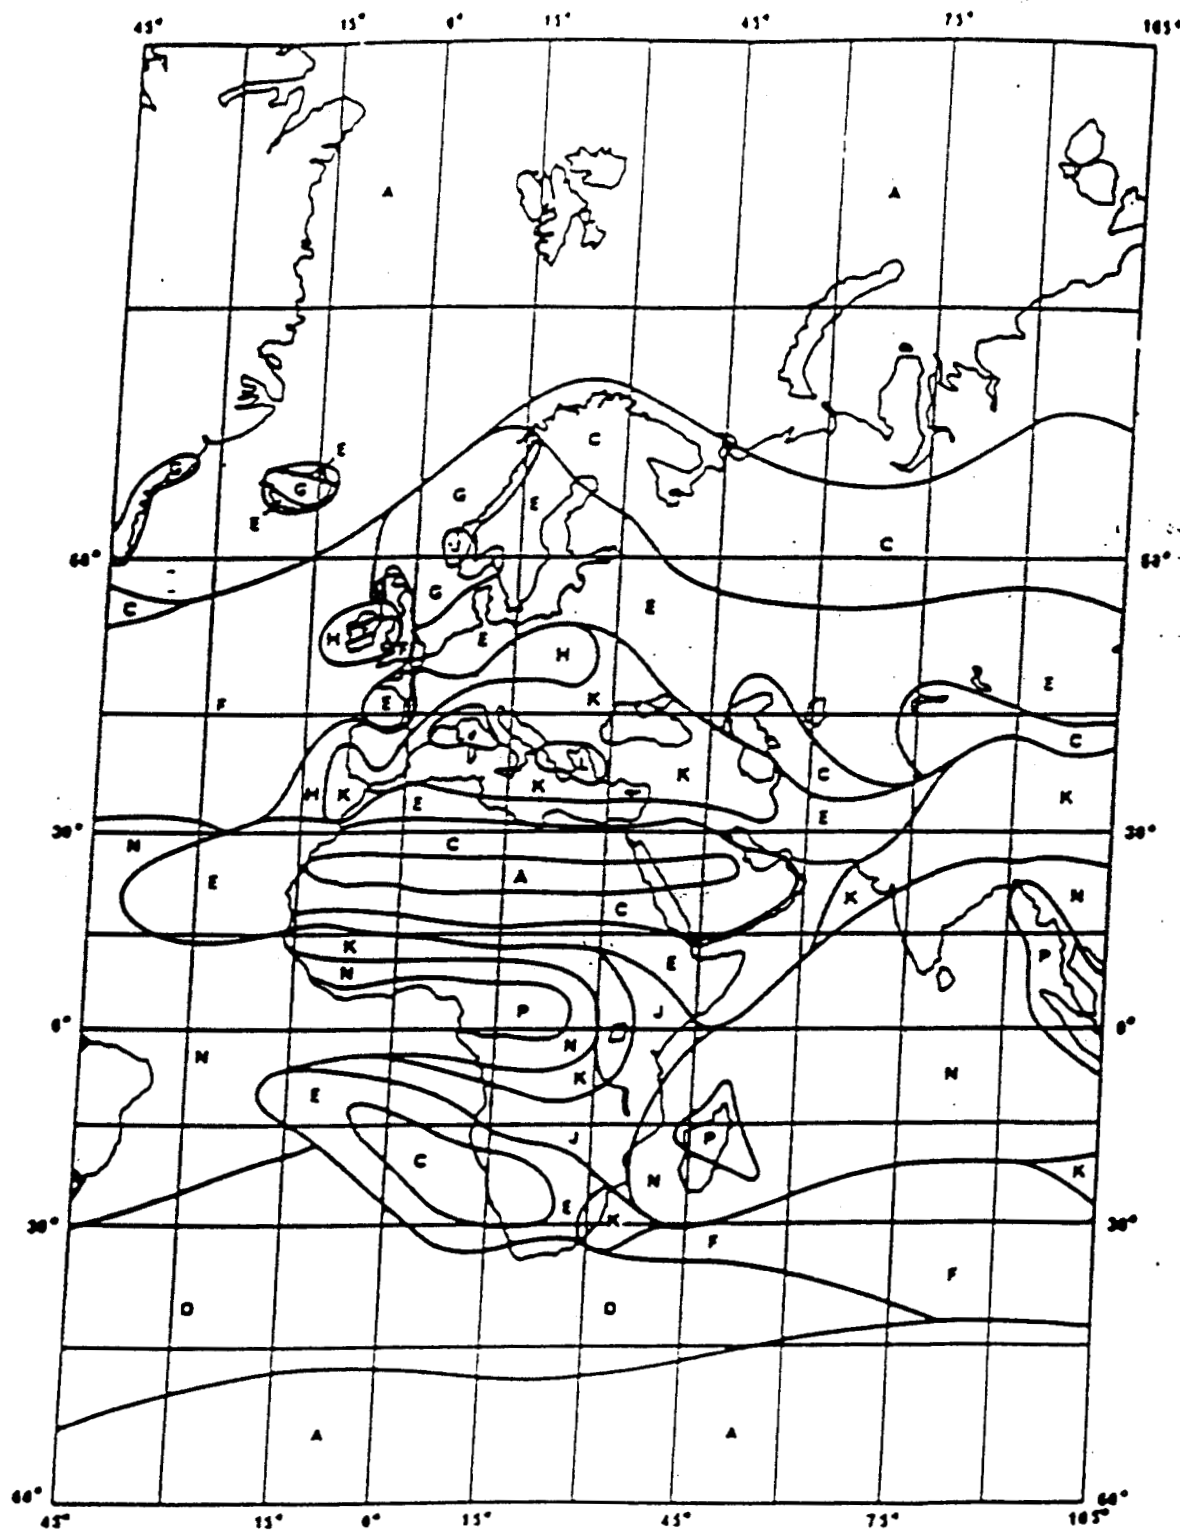 45° 15° 0° 15° 45° 75° 105°
A A
C
E
G G E
G
E
C
60° 60°
C G E
H E
H
E
F E K
C
K C
H K E K E K
30° 30°
N C
E A N
C K
K E P
N
P J
0° 0°
N N N
K
E
J P
C
N K
E K
30° 30°
F
F
D D
A A
60° 60°
45° 15° 0° 15° 45° 75° 105°